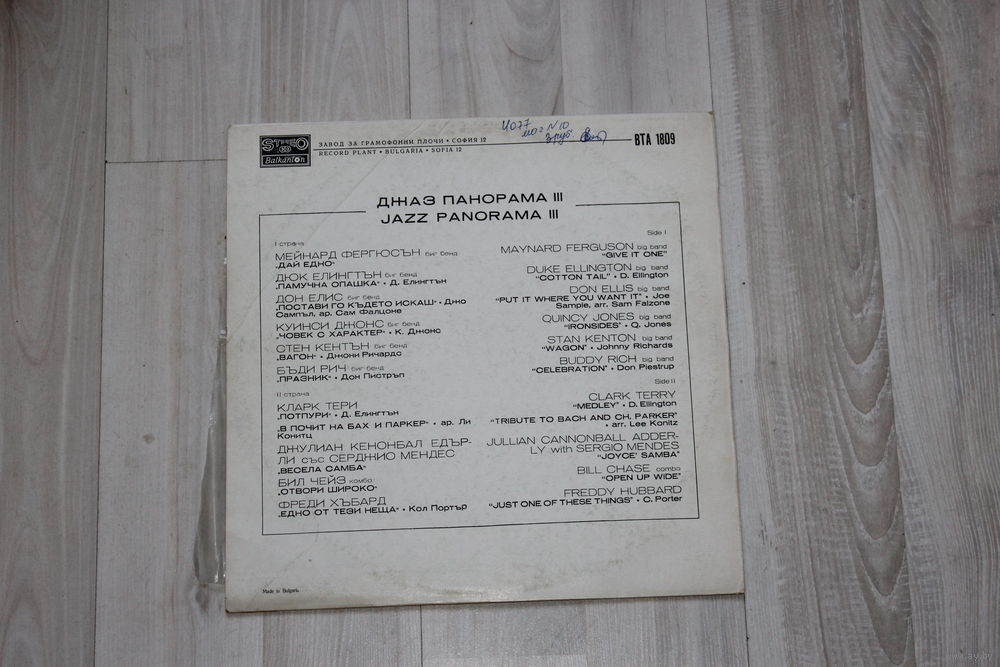 STEREO
Balkanton
ЗАВОД ЗА ГРАМОФОННИ ПЛОЧИ • СОФИЯ 12
RECORD PLANT • BULGARIA • SOFIA 12
ВТА 1809
ДЖАЗ ПАНОРАМА III
JAZZ PANORAMA III
I страна
МЕЙНАРД ФЕРГЮСЪН биг бенд
„ДАЙ ЕДНО“
ДЮК ЕЛИНГТЪН биг бенд
„ПАМУЧНА ОПАШКА“ • Д. Елингтън
ДОН ЕЛИС биг бенд
„ПОСТАВИ ГО КЪДЕТО ИСКАШ“ • Джо
Сампъл, ар. Сам Фалцоне
КУИНСИ ДЖОНС биг бенд
„ЧОВЕК С ХАРАКТЕР“ • К. Джонс
СТЕН КЕНТЪН биг бенд
„ВАГОН“ • Джони Ричардс
БЪДИ РИЧ биг бенд
„ПРАЗНИК“ • Дон Пистръп
II страна
КЛАРК ТЕРИ
„ПОТПУРИ“ • Д. Елингтън
„В ПОЧИТ НА БАХ И ПАРКЕР“ • ар. Ли
Конитц
ДЖУЛИАН КЕНОНБАЛ ЕДЪР-
ЛИ със СЕРДЖИО МЕНДЕС
„ВЕСЕЛА САМБА“
БИЛ ЧЕЙЗ комбо
„ОТВОРИ ШИРОКО“
ФРЕДИ ХЪБАРД
„ЕДНО ОТ ТЕЗИ НЕЩА“ • Кол Портър
Side I
MAYNARD FERGUSON big band
“GIVE IT ONE”
DUKE ELLINGTON big band
“COTTON TAIL” • D. Ellington
DON ELLIS big band
“PUT IT WHERE YOU WANT IT” • Joe
Sample, arr. Sam Falzone
QUINCY JONES big band
“IRONSIDES” • Q. Jones
STAN KENTON big band
“WAGON” • Johnny Richards
BUDDY RICH big band
“CELEBRATION” • Don Piestrup
Side II
CLARK TERRY
“MEDLEY” • D. Ellington
“TRIBUTE TO BACH AND CH. PARKER”
• arr. Lee Konitz
JULLIAN CANNONBALL ADDER-
LY with SERGIO MENDES
“JOYCE' SAMBA”
BILL CHASE combo
“OPEN UP WIDE”
FREDDY HUBBARD
“JUST ONE OF THESE THINGS” • C. Porter
Made in Bulgaria